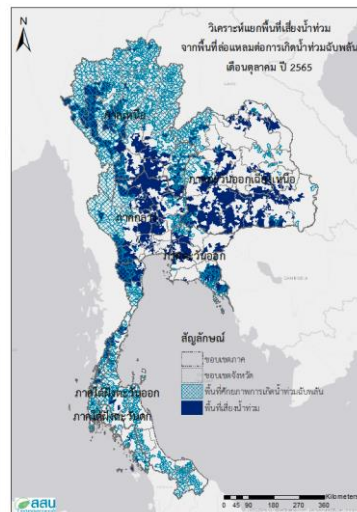 N
วิเคราะห์แยกพื้นที่เสี่ยงน้ำท่วม
จากพื้นที่ล่อแหลมต่อการเกิดน้ำท่วมฉับพลัน
เดือนตุลาคม ปี 2565
ภาคเหนือ
ภาคตะวันออกเฉียงเหนือ
ภาคกลาง
ภาคตะวันออก
สัญลักษณ์
ขอบเขตภาค
ขอบเขตจังหวัด
พื้นที่ศักยภาพการเกิดน้ำท่วมฉับพลัน
พื้นที่เสี่ยงน้ำท่วม
ภาคใต้ฝั่งตะวันออก
ภาคใต้ฝั่งตะวันตก
Kilometers
0 45 90 180 270 360
สสน